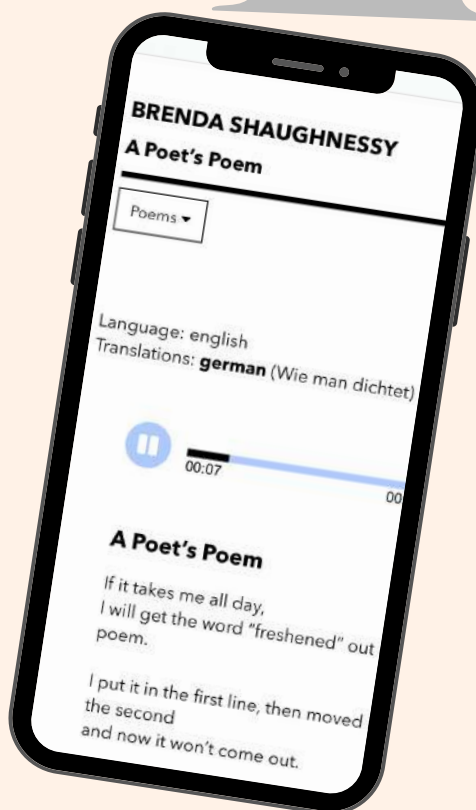 BRENDA SHAUGHNESSY
A Poet's Poem
Poems
Language: english
Translations: german (Wie man dichtet)
00:07
00
A Poet's Poem
If it takes me all day,
I will get the word “freshened” out
poem.
I put it in the first line, then moved
the second
and now it won't come out.